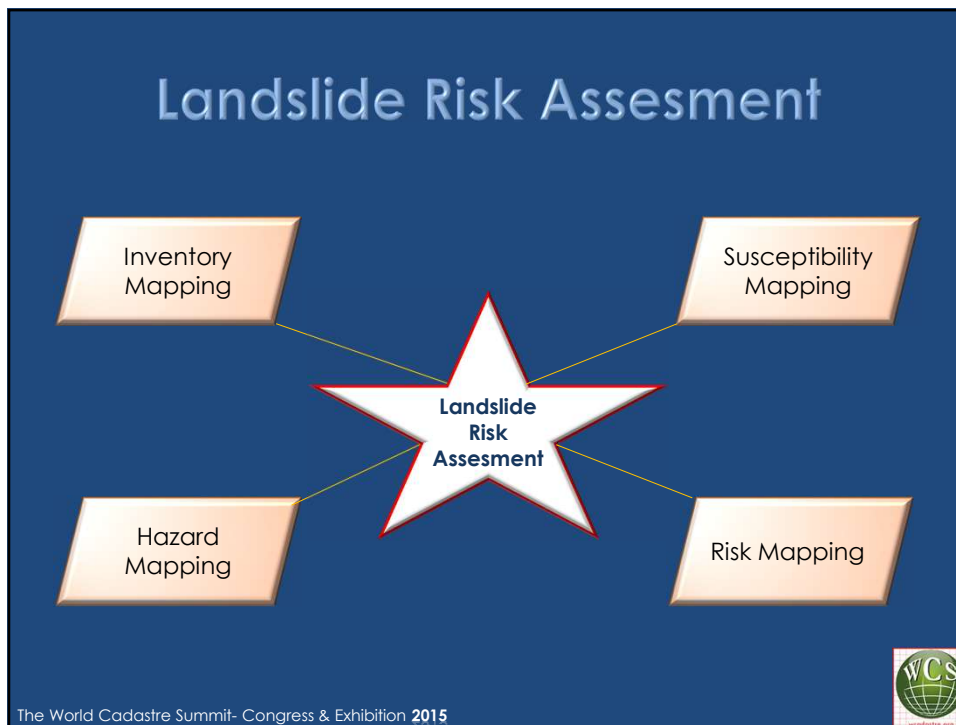 Landslide Risk Assesment
Inventory
Mapping
Susceptibility
Mapping
Landslide
Risk
Assesment
Hazard
Mapping
Risk Mapping
WCS
The World Cadastre Summit- Congress & Exhibition 2015